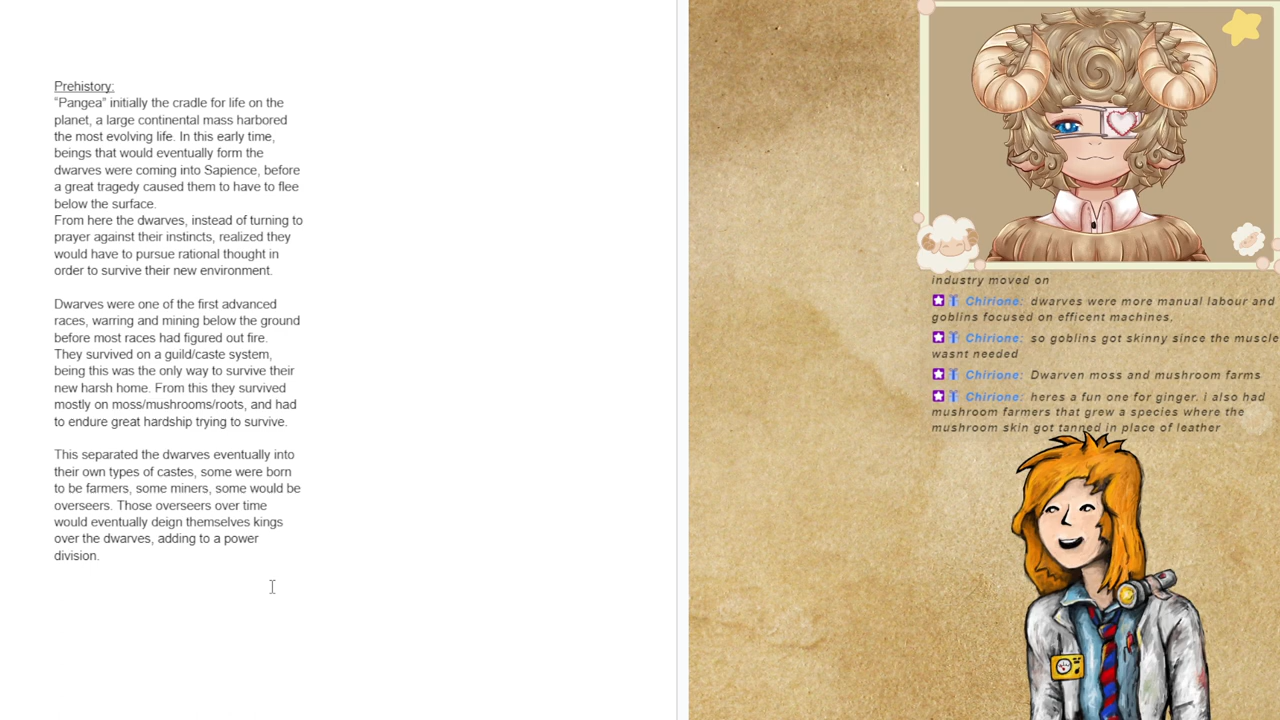 Prehistory:
“Pangea” initially the cradle for life on the
planet, a large continental mass harbored
the most evolving life. In this early time,
beings that would eventually form the
dwarves were coming into Sapience, before
a great tragedy caused them to have to flee
below the surface.
From here the dwarves, instead of turning to
prayer against their instincts, realized they
would have to pursue rational thought in
order to survive their new environment.
Dwarves were one of the first advanced
races, warring and mining below the ground
before most races had figured out fire.
They survived on a guild/caste system,
being this was the only way to survive their
new harsh home. From this they survived
mostly on moss/mushrooms/roots, and had
to endure great hardship trying to survive.
This separated the dwarves eventually into
their own types of castes, some were born
to be farmers, some miners, some would be
overseers. Those overseers over time
would eventually deign themselves kings
over the dwarves, adding to a power
division.
industry moved on
Chirione: dwarves were more manual labour and
goblins focused on efficent machines,
Chirione: so goblins got skinny since the muscle
wasnt needed
Chirione: Dwarven moss and mushroom farms
Chirione: heres a fun one for ginger. I also had
mushroom farmers that grew a species where the
mushroom skin got tanned in place of leather